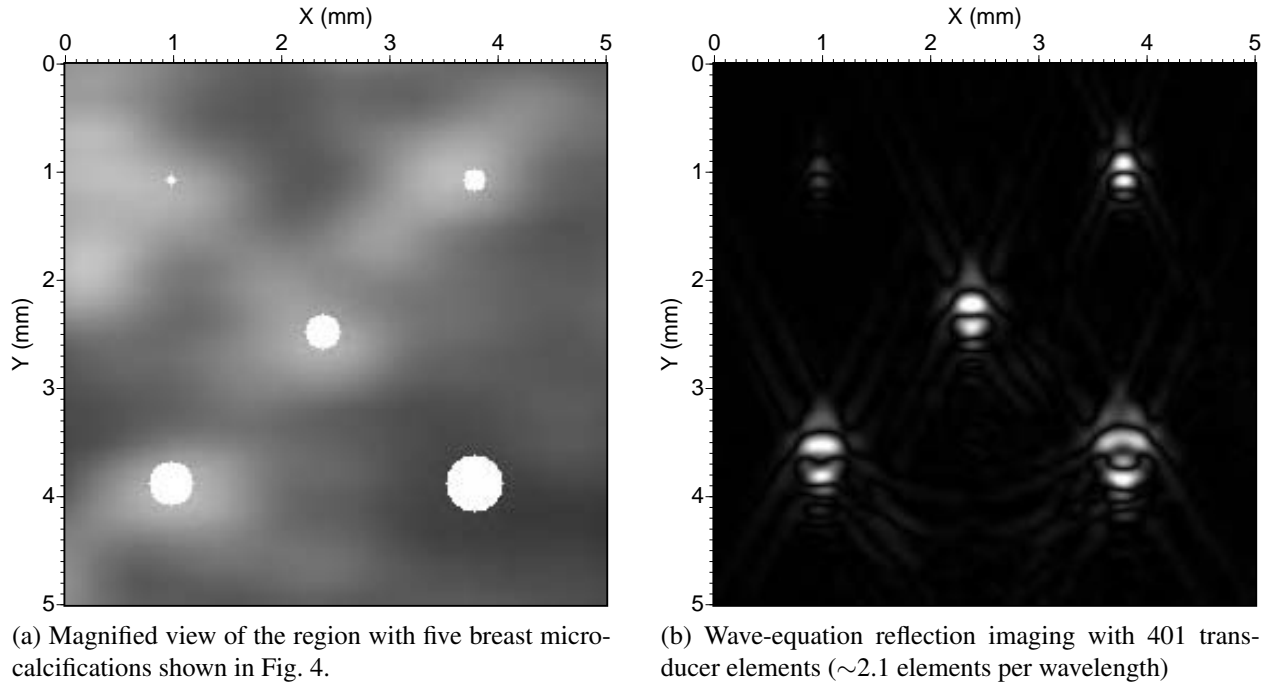 X (mm)
0 1 2 3 4 5
0
1
2
3
4
5
Y (mm)
(a) Magnified view of the region with five breast micro-
calcifications shown in Fig. 4.
X (mm)
0 1 2 3 4 5
0
1
2
3
4
5
Y (mm)
(b) Wave-equation reflection imaging with 401 trans-
ducer elements (∼2.1 elements per wavelength)